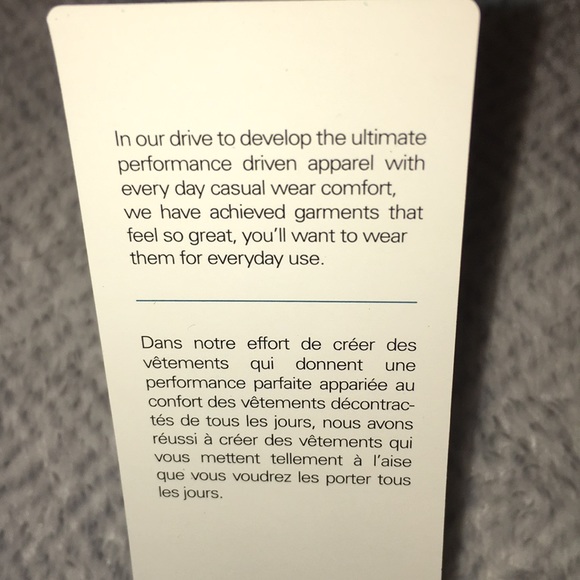 In our drive to develop the ultimate
performance driven apparel with
every day casual wear comfort,
we have achieved garments that
feel so great, you'll want to wear
them for everyday use.
Dans notre effort de créer des
vêtements qui donnent une
performance parfaite appariée au
confort des vêtements décontrac-
tés de tous les jours, nous avons
réussi à créer des vêtements qui
vous mettent tellement à l'aise
que vous voudrez les porter tous
les jours.